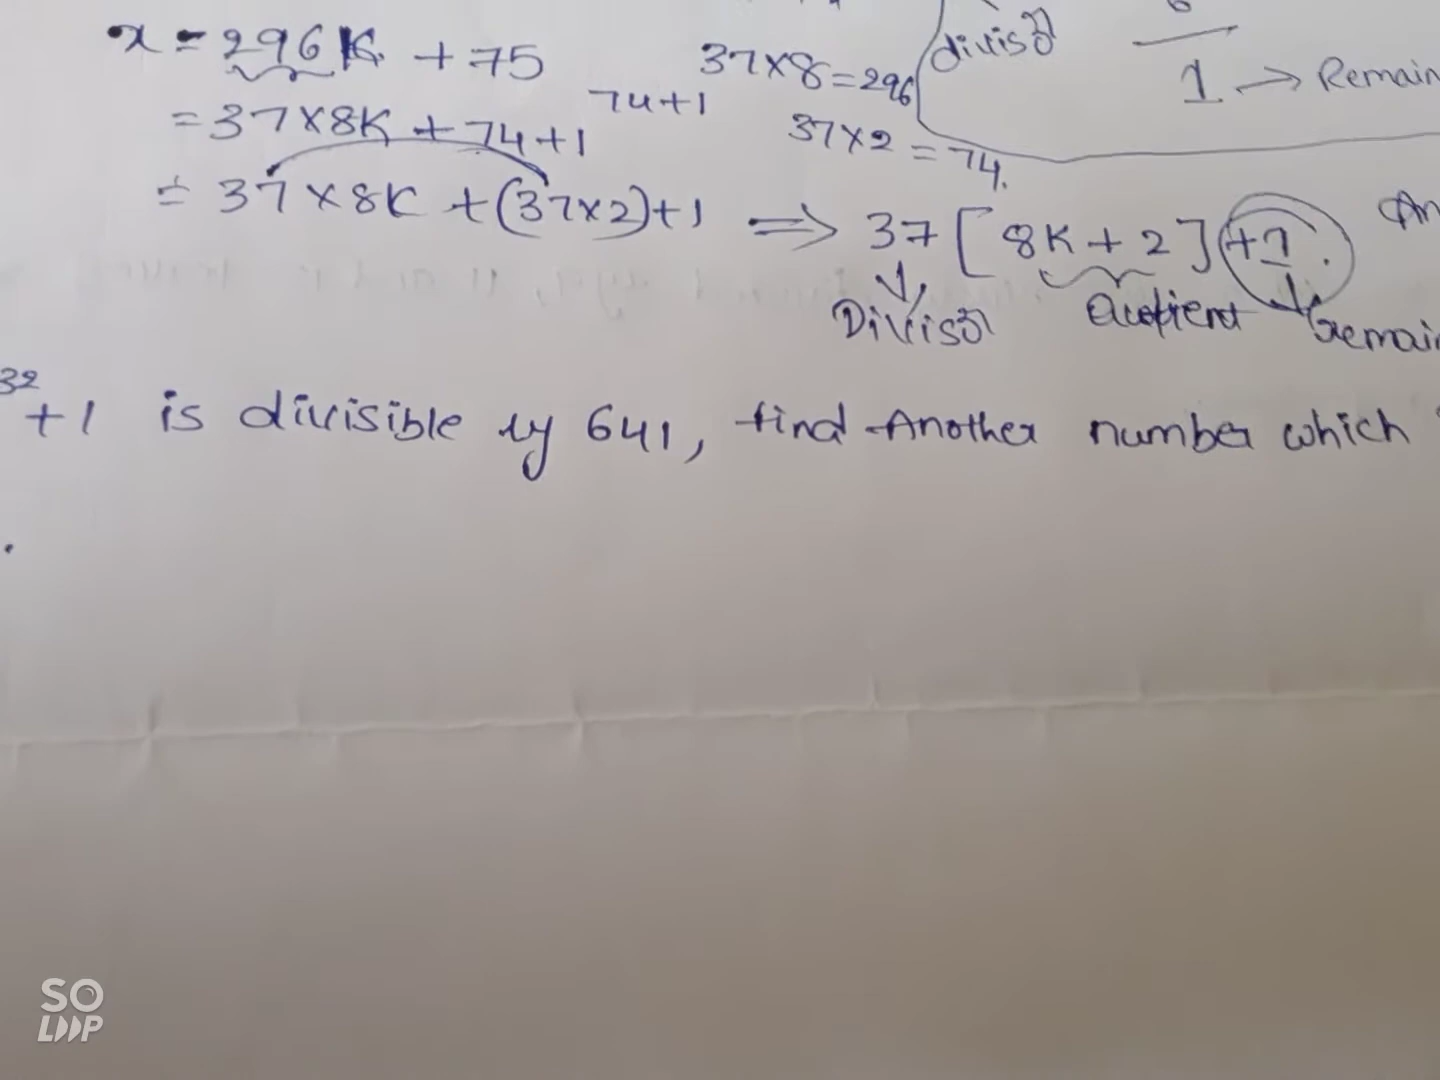 x = 296K + 75
37×8=296
divisor
1 → Remain
= 37×8K + 74+1
74+1
37×2 = 74.
= 37×8K + (37×2)+1 ⇒ 37[8K+2]+1.
An
Divisor
Quotient
remain
32
+1 is divisible by 641, find Another number which
SO
LOOP